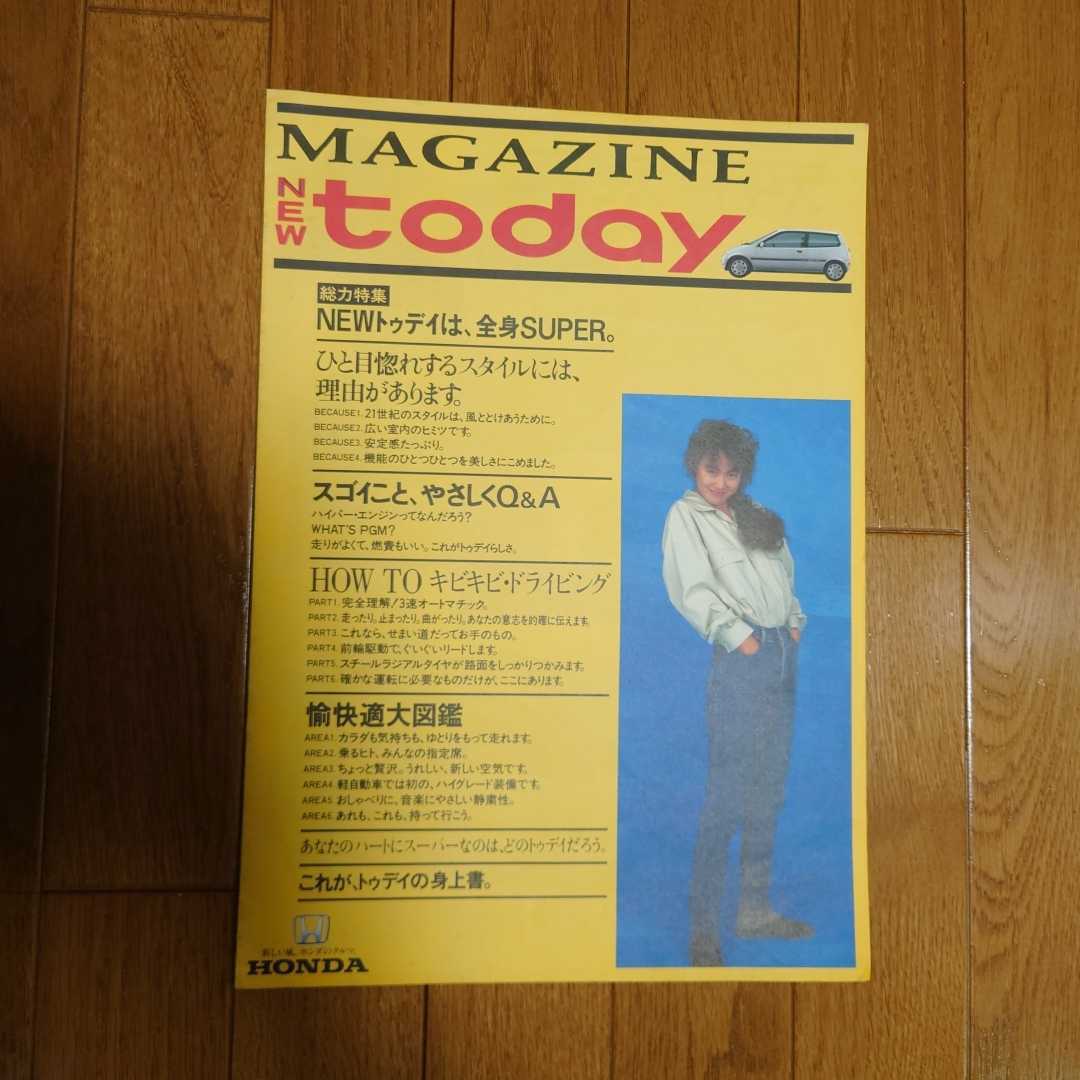 MAGAZINE
NEW today
総力特集
NEWトゥデイは、全身SUPER。
ひと目惚れするスタイルには、
理由があります。
BECAUSE1. 21世紀のスタイルは、風ととけあうために。
BECAUSE2. 広い室内のヒミツです。
BECAUSE3. 安定感たっぷり。
BECAUSE4. 機能のひとつひとつを美しさにこめました。
スゴイこと、やさしくQ&A
ハイパー・エンジンってなんだろう?
WHAT'S PGM?
走りがよくて、燃費もいい。これがトゥデイらしさ。
HOW TO キビキビ・ドライビング
PART1. 完全理解/3速オートマチック。
PART2. 走ったり。止まったり。曲がったり。あなたの意志を的確に伝えます。
PART3. これなら、せまい道だってお手のもの。
PART4. 前輪駆動で、ぐいぐいリードします。
PART5. スチールラジアルタイヤが路面をしっかりつかみます。
PART6. 確かな運転に必要なものだけが、ここにあります。
愉快適大図鑑
AREA1. カラダも気持ちも、ゆとりをもって走れます。
AREA2. 乗るヒト、みんなの指定席。
AREA3. ちょっと贅沢。うれしい、新しい空気です。
AREA4. 軽自動車では初の、ハイグレード装備です。
AREA5. おしゃべりに、音楽にやさしい静粛性。
AREA6. あれも、これも、持って行こう。
あなたのハートにスーパーなのは、どのトゥデイだろう。
これが、トゥデイの身上書。
新しい風、ホンダのクルマ。
HONDA